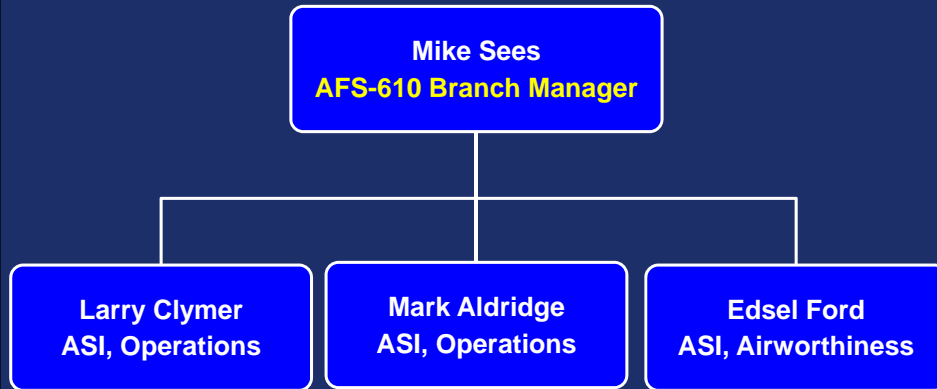 Mike Sees
AFS-610 Branch Manager
Larry Clymer
ASI, Operations
Mark Aldridge
ASI, Operations
Edsel Ford
ASI, Airworthiness